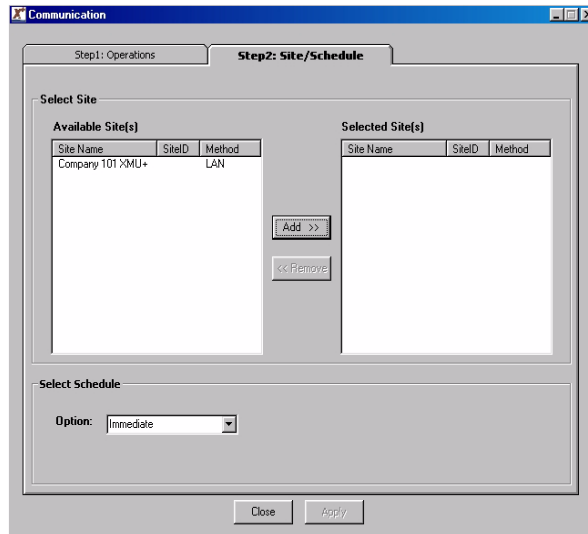 Communication
Step1: Operations
Step2: Site/Schedule
Select Site
Available Site(s)
Selected Site(s)
Site Name SiteID Method
Site Name SiteID Method
Company 101 XMU+ LAN
Add >>
<< Remove
Select Schedule
Option: Immediate
Close
Apply